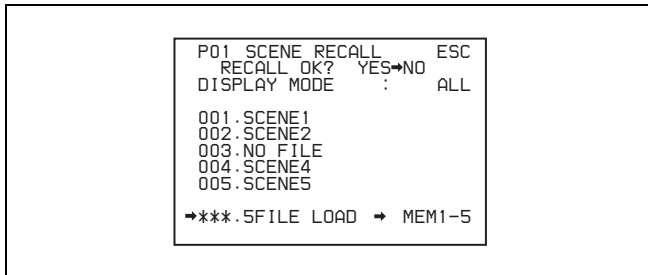 P01 SCENE RECALL ESC
RECALL OK? YES➡NO
DISPLAY MODE : ALL
001.SCENE1
002.SCENE2
003.NO FILE
004.SCENE4
005.SCENE5
➡***.5FILE LOAD ➡ MEM1-5